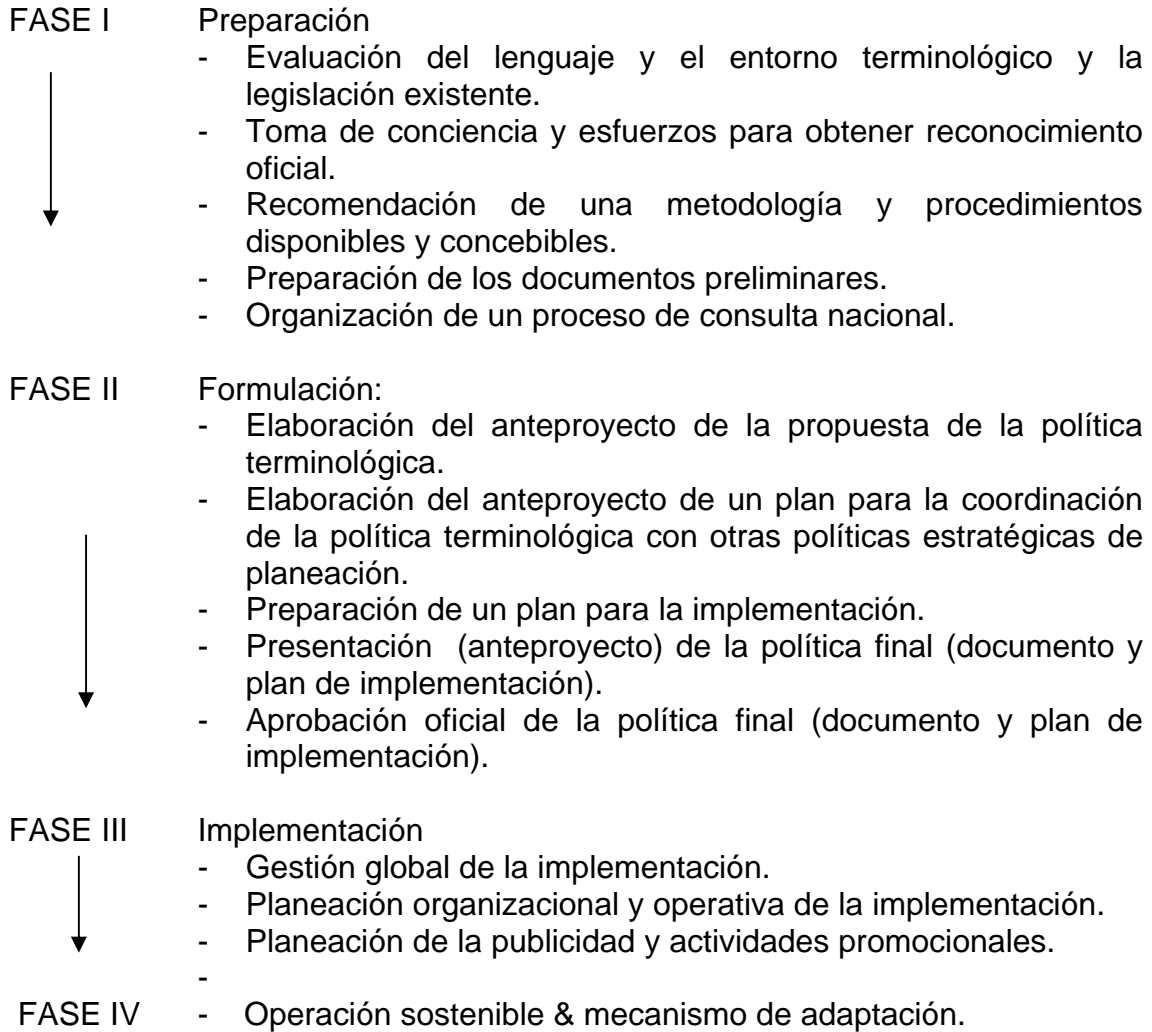 FASE I Preparación
- Evaluación del lenguaje y el entorno terminológico y la
legislación existente.
- Toma de conciencia y esfuerzos para obtener reconocimiento
oficial.
- Recomendación de una metodología y procedimientos
disponibles y concebibles.
- Preparación de los documentos preliminares.
- Organización de un proceso de consulta nacional.
FASE II Formulación:
- Elaboración del anteproyecto de la propuesta de la política
terminológica.
- Elaboración del anteproyecto de un plan para la coordinación
de la política terminológica con otras políticas estratégicas de
planeación.
- Preparación de un plan para la implementación.
- Presentación (anteproyecto) de la política final (documento y
plan de implementación).
- Aprobación oficial de la política final (documento y plan de
implementación).
FASE III Implementación
- Gestión global de la implementación.
- Planeación organizacional y operativa de la implementación.
- Planeación de la publicidad y actividades promocionales.
-
FASE IV - Operación sostenible & mecanismo de adaptación.